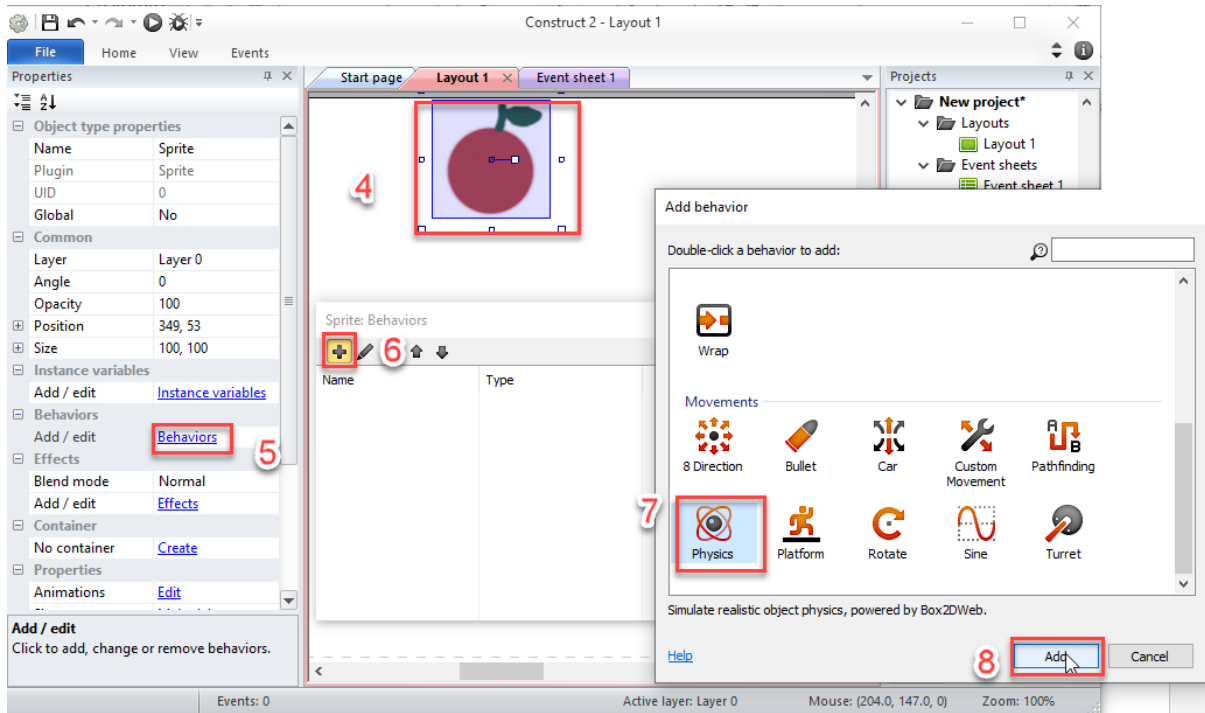 Construct 2 - Layout 1
File Home View Events
Properties
Object type properties
Name Sprite
Plugin Sprite
UID 0
Global No
Common
Layer Layer 0
Angle 0
Opacity 100
Position 349, 53
Size 100, 100
Instance variables
Add / edit Instance variables
Behaviors
Add / edit Behaviors
5
Effects
Blend mode Normal
Add / edit Effects
Container
No container Create
Properties
Animations Edit
Add / edit
Click to add, change or remove behaviors.
Start page Layout 1 Event sheet 1
4
Sprite: Behaviors
6
Name Type
Projects
New project*
Layouts
Layout 1
Event sheets
Event sheet 1
Add behavior
Double-click a behavior to add:
Wrap
Movements
8 Direction Bullet Car Custom Movement Pathfinding
7
Physics Platform Rotate Sine Turret
Simulate realistic object physics, powered by Box2DWeb.
Help 8 Add Cancel
Events: 0 Active layer: Layer 0 Mouse: (204.0, 147.0, 0) Zoom: 100%